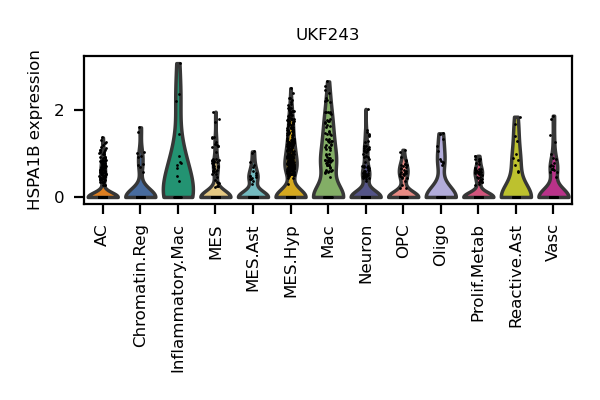 UKF243
HSPA1B expression
2
0
AC
Chromatin.Reg
Inflammatory.Mac
MES
MES.Ast
MES.Hyp
Mac
Neuron
OPC
Oligo
Prolif.Metab
Reactive.Ast
Vasc